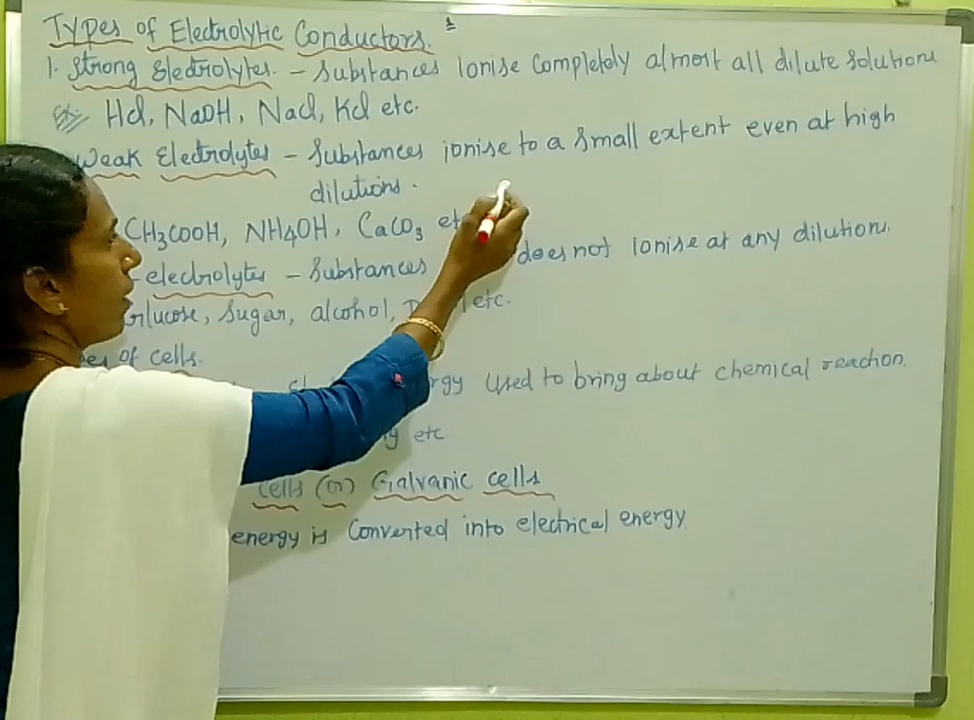 Types of Electrolytic Conductors.
1. Strong Electrolytes. - Substances ionise completely almost all dilute solutions
Ex:- Hcl, NaOH, Nacl, Kcl etc.
Weak Electrolytes - Substances ionise to a small extent even at high
dilutions.
CH3COOH, NH4OH, CaCO3 etc
- electrolytes - Substances does not ionise at any dilutions.
Glucose, Sugar, alcohol, etc.
of cells.
used to bring about chemical reaction.
etc
cells (or) Galvanic cells
energy is Converted into electrical energy.